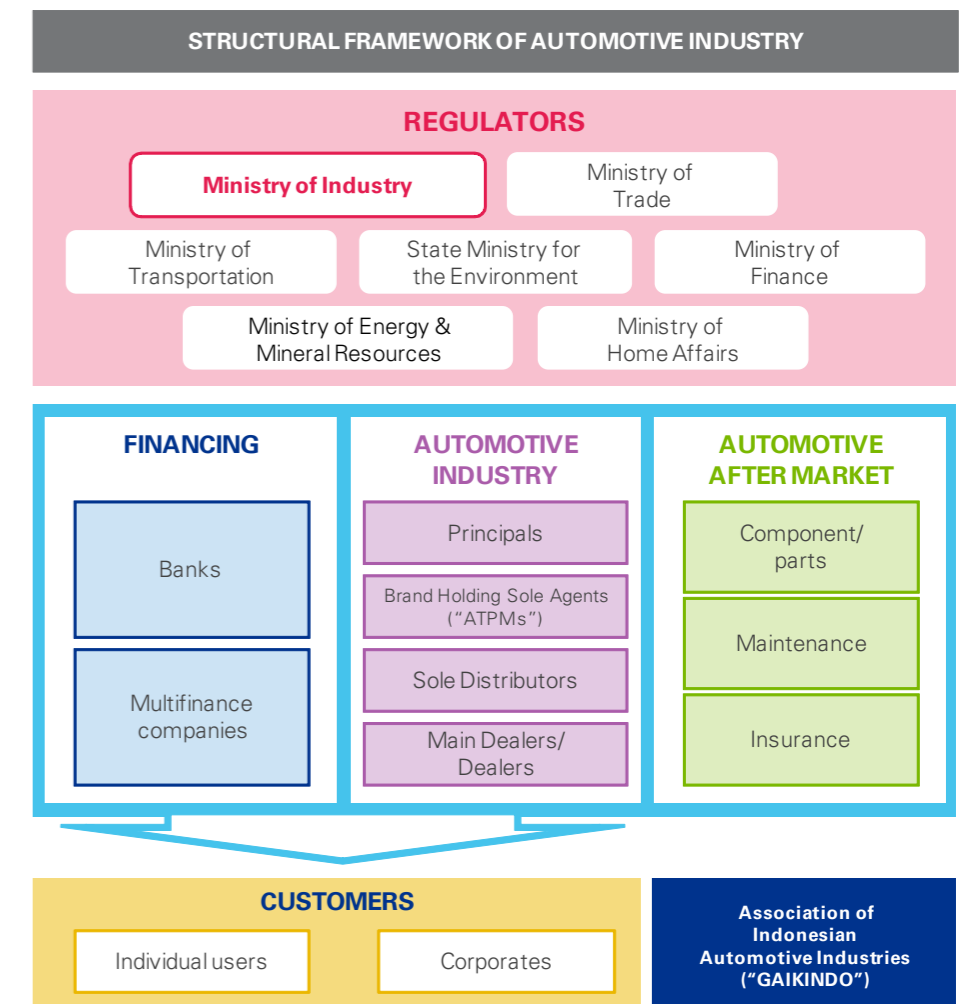 STRUCTURAL FRAMEWORK OF AUTOMOTIVE INDUSTRY
REGULATORS
Ministry of Industry
Ministry of
Trade
Ministry of
Transportation
State Ministry for
the Environment
Ministry of
Finance
Ministry of Energy &
Mineral Resources
Ministry of
Home Affairs
FINANCING
Banks
Multifinance
companies
AUTOMOTIVE
INDUSTRY
Principals
Brand Holding Sole Agents
(“ATPMs”)
Sole Distributors
Main Dealers/
Dealers
AUTOMOTIVE
AFTER MARKET
Component/
parts
Maintenance
Insurance
CUSTOMERS
Individual users
Corporates
Association of
Indonesian
Automotive Industries
(“GAIKINDO”)